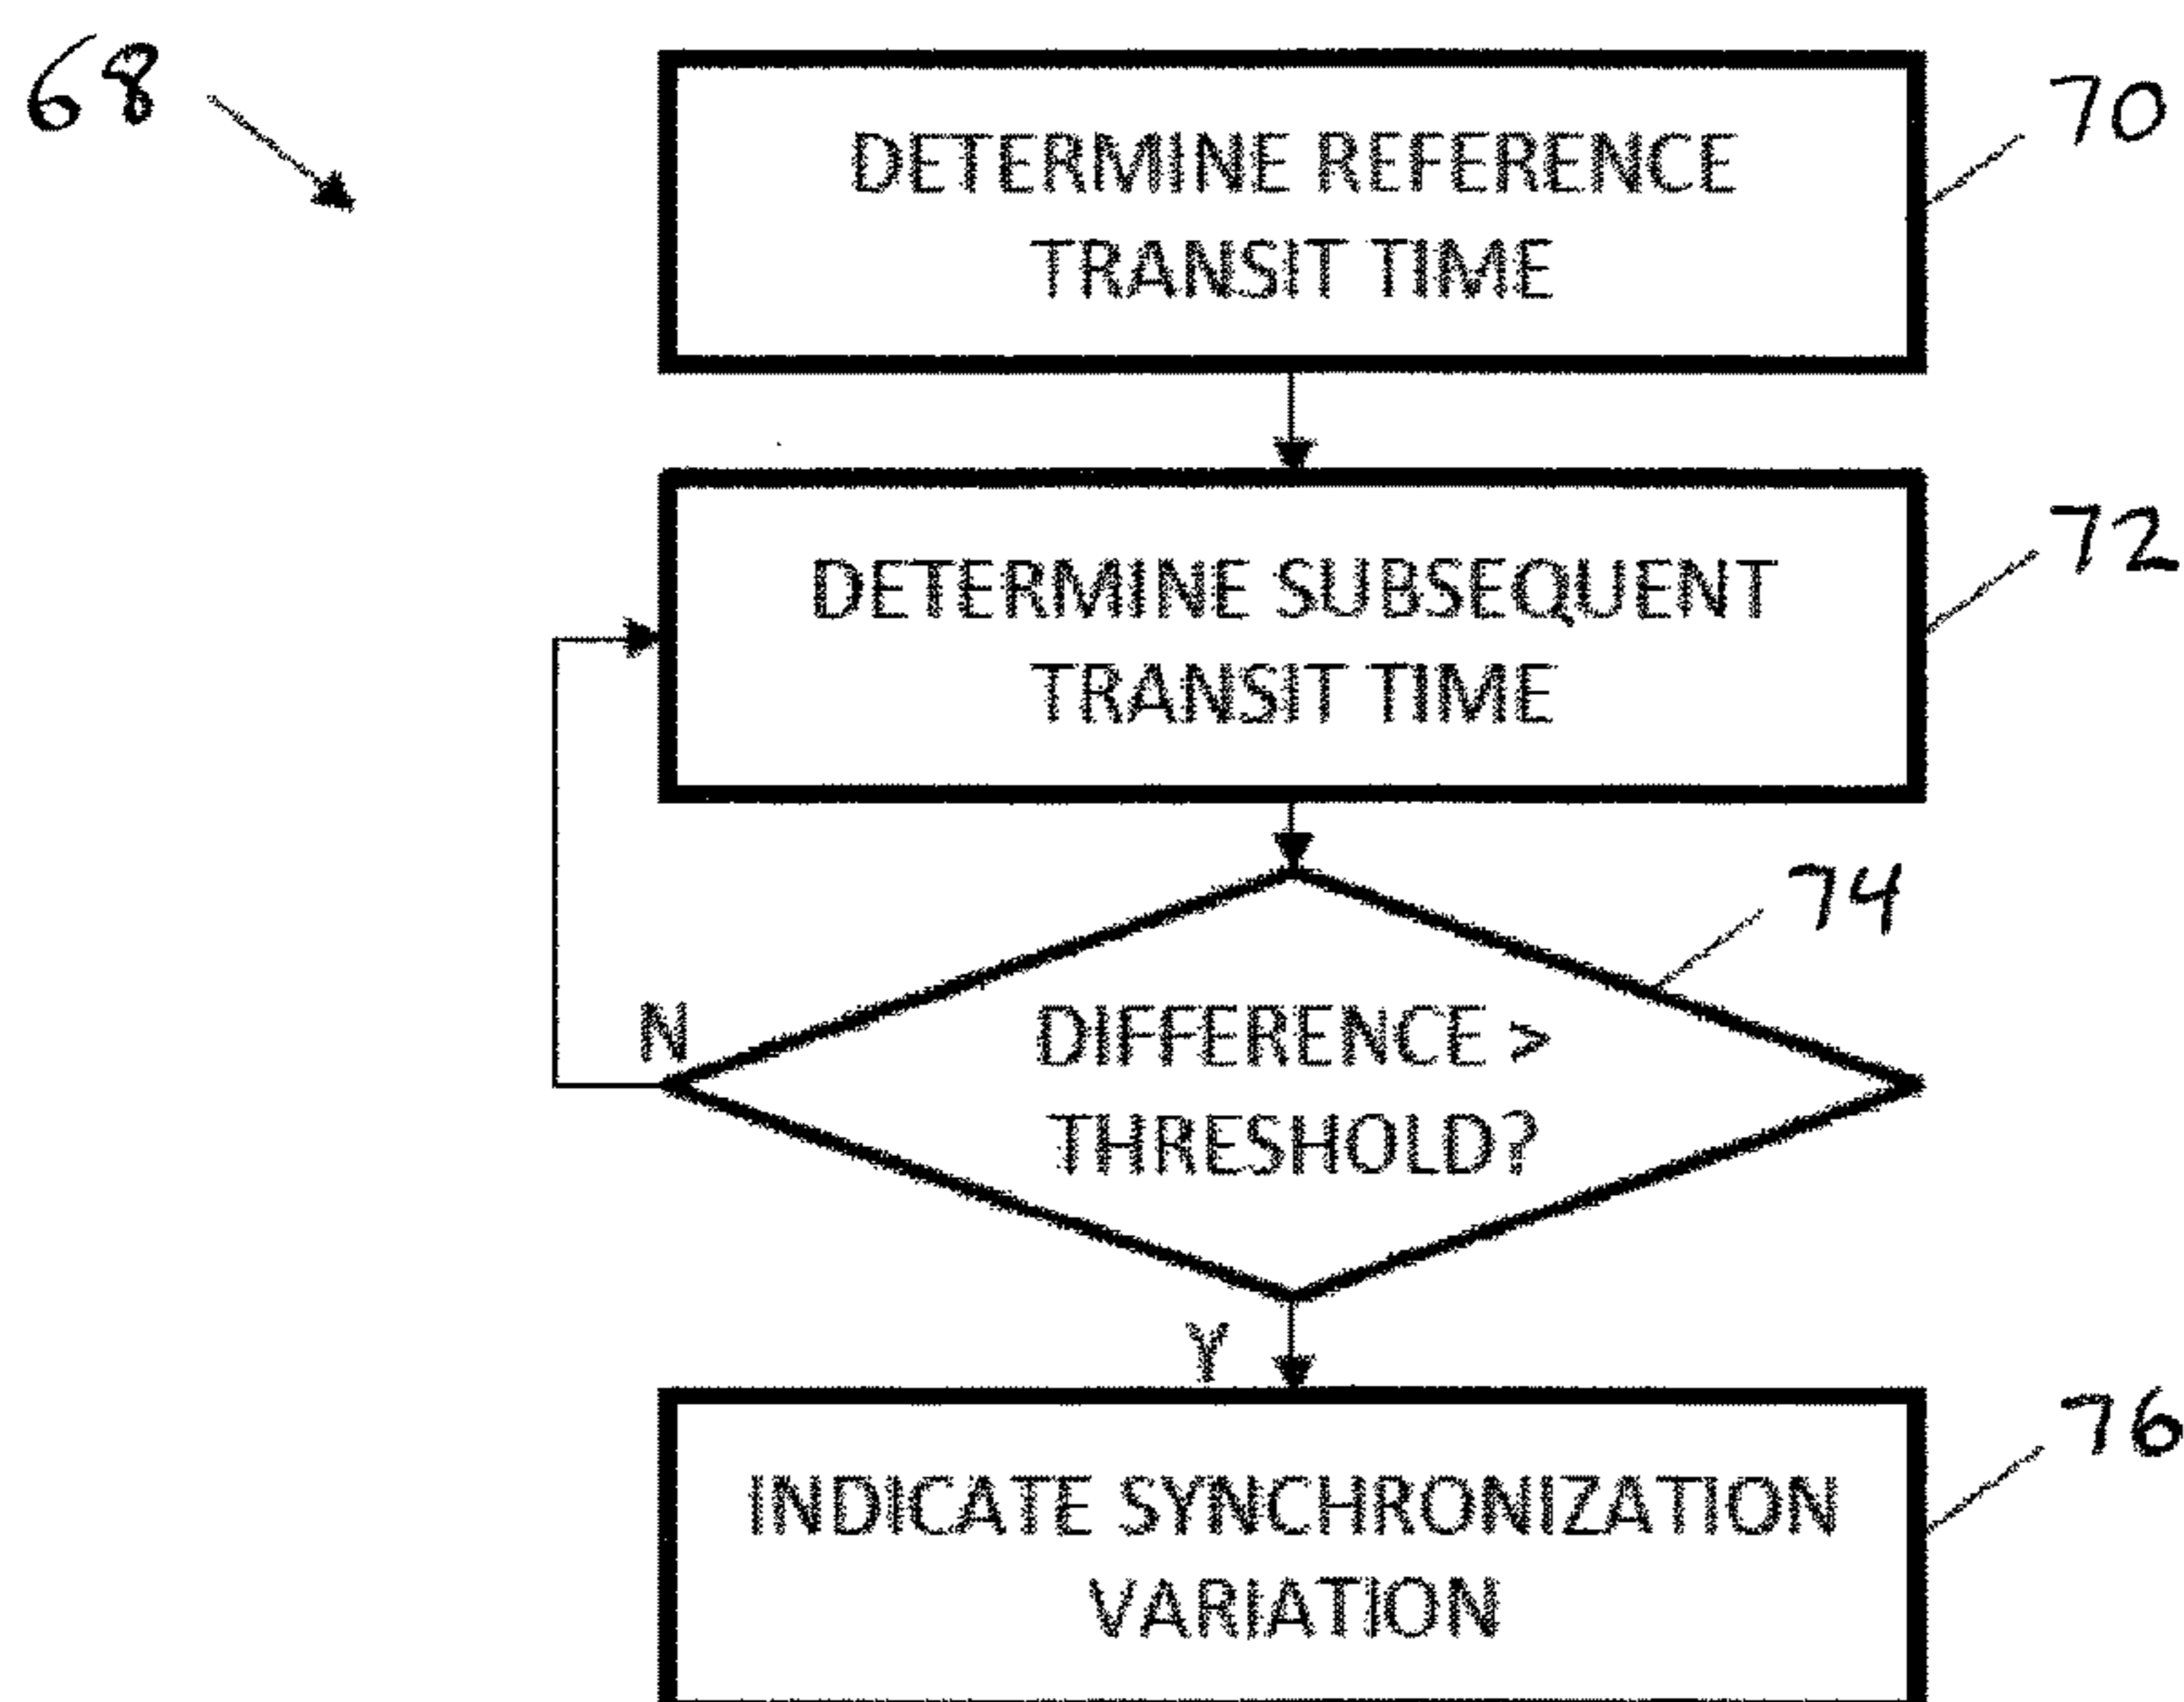 68
DETERMINE REFERENCE
TRANSIT TIME
70
DETERMINE SUBSEQUENT
TRANSIT TIME
72
74
N
DIFFERENCE >
THRESHOLD?
Y
INDICATE SYNCHRONIZATION
VARIATION
76